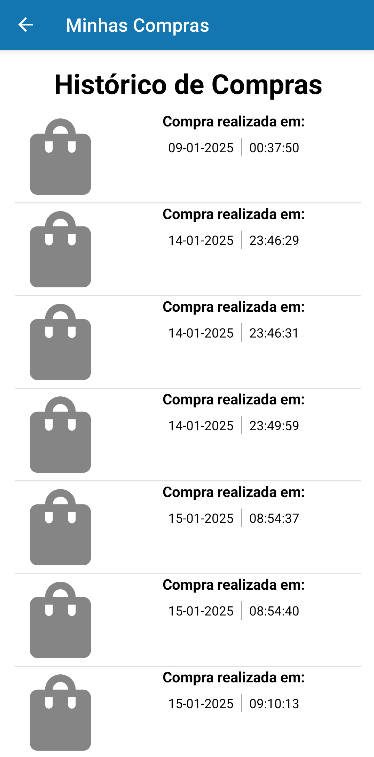 Minhas Compras
Histórico de Compras
Compra realizada em:
09-01-2025 00:37:50
Compra realizada em:
14-01-2025 23:46:29
Compra realizada em:
14-01-2025 23:46:31
Compra realizada em:
14-01-2025 23:49:59
Compra realizada em:
15-01-2025 08:54:37
Compra realizada em:
15-01-2025 08:54:40
Compra realizada em:
15-01-2025 09:10:13